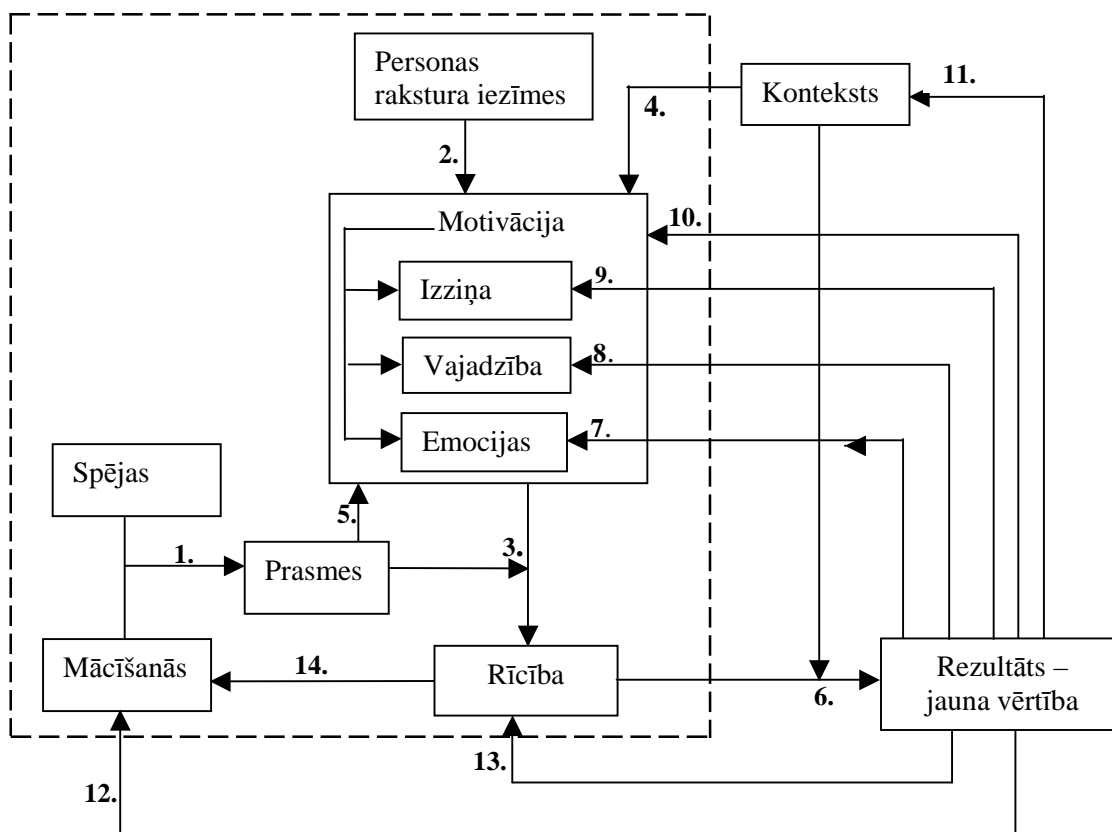 Personas
rakstura iezīmes
Konteksts
11.
4.
2.
Motivācija
10.
Izziņa
9.
Vajadzība
8.
Emocijas
7.
Spējas
5.
1.
Prasmes
3.
Mācīšanās
14.
Rīcība
6.
Rezultāts –
jauna vērtība
13.
12.